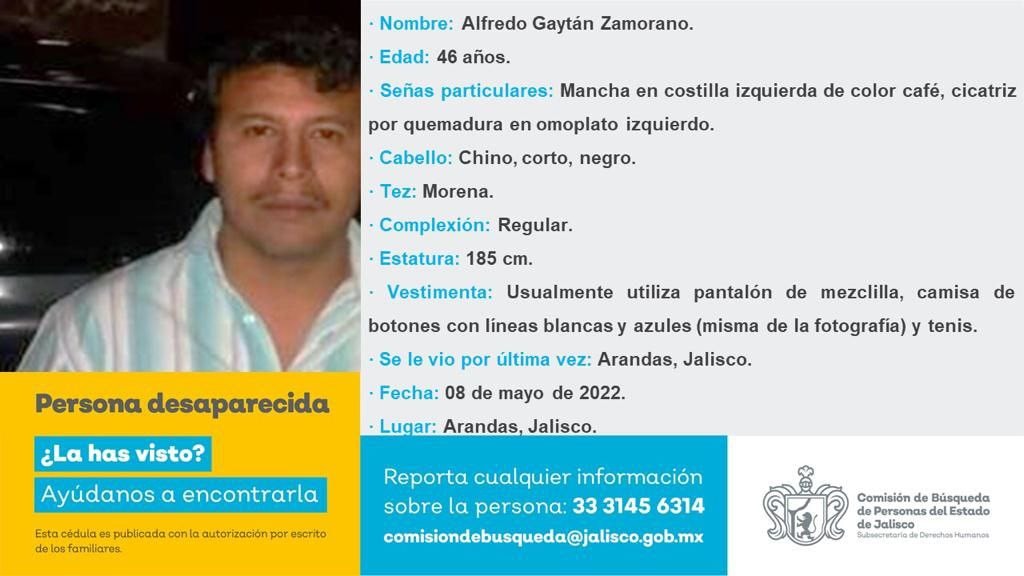 · Nombre: Alfredo Gaytán Zamorano.
· Edad: 46 años.
· Señas particulares: Mancha en costilla izquierda de color café, cicatriz
por quemadura en omoplato izquierdo.
· Cabello: Chino, corto, negro.
· Tez: Morena.
· Complexión: Regular.
· Estatura: 185 cm.
· Vestimenta: Usualmente utiliza pantalón de mezclilla, camisa de
botones con líneas blancas y azules (misma de la fotografía) y tenis.
· Se le vio por última vez: Arandas, Jalisco.
· Fecha: 08 de mayo de 2022.
· Lugar: Arandas, Jalisco.
Persona desaparecida
¿La has visto?
Ayúdanos a encontrarla
Esta cédula es publicada con la autorización por escrito
de los familiares.
Reporta cualquier información
sobre la persona: 33 3145 6314
comisiondebusqueda@jalisco.gob.mx
Comisión de Búsqueda
de Personas del Estado
de Jalisco
Subsecretaría de Derechos Humanos